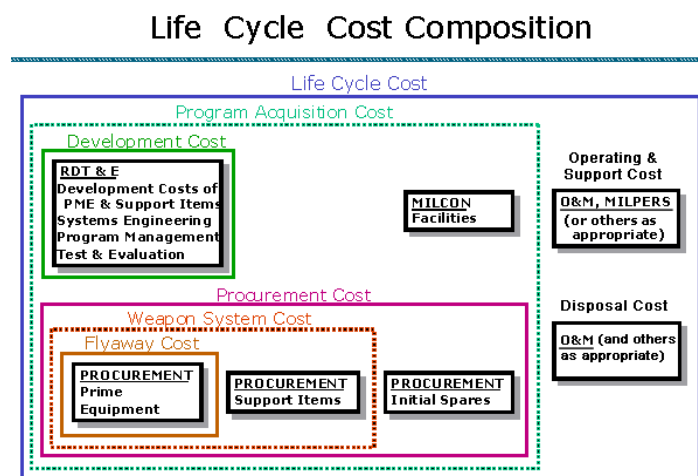 Life Cycle Cost Composition
Life Cycle Cost
Program Acquisition Cost
Development Cost
RDT & E
Development Costs of
PME & Support Items
Systems Engineering
Program Management
Test & Evaluation
MILCON
Facilities
Operating &
Support Cost
O&M, MILPERS
(or others as
appropriate)
Procurement Cost
Weapon System Cost
Flyaway Cost
PROCUREMENT
Prime
Equipment
PROCUREMENT
Support Items
PROCUREMENT
Initial Spares
Disposal Cost
O&M (and others
as appropriate)